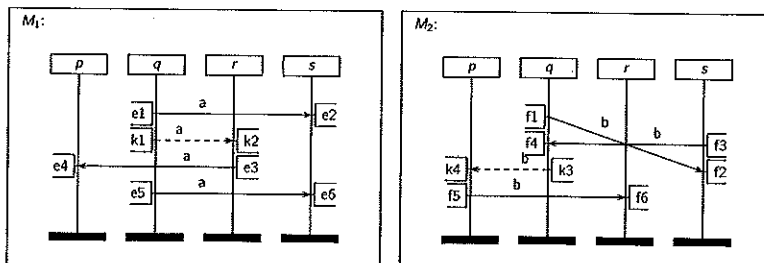 M₁:
p q r s
a
e1 e2
a
k1 k2
a
e4 e3
a
e5 e6
M₂:
p q r s
f1
b
b
f4 f3
b
k4 k3 f2
b
f5 f6